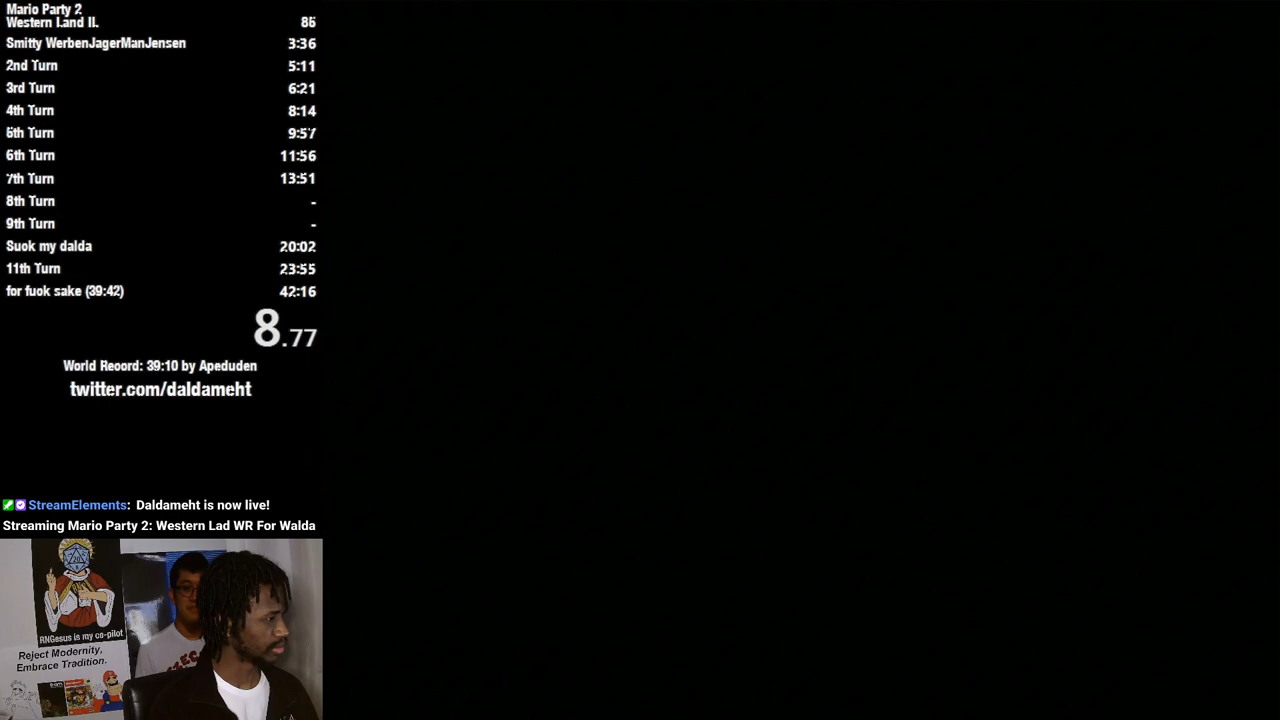 Mario Party 2
Western Land II. 86
Smitty WerbenJagerManJensen 3:36
2nd Turn 5:11
3rd Turn 6:21
4th Turn 8:14
5th Turn 9:57
6th Turn 11:56
7th Turn 13:51
8th Turn -
9th Turn -
Suok my dalda 20:02
11th Turn 23:55
for fuok sake (39:42) 42:16
8.77
World Reoord: 39:10 by Apeduden
twitter.com/daldameht
StreamElements: Daldameht is now live!
Streaming Mario Party 2: Western Lad WR For Walda
RNGesus is my co-pilot
Reject Modernity,
Embrace Tradition.